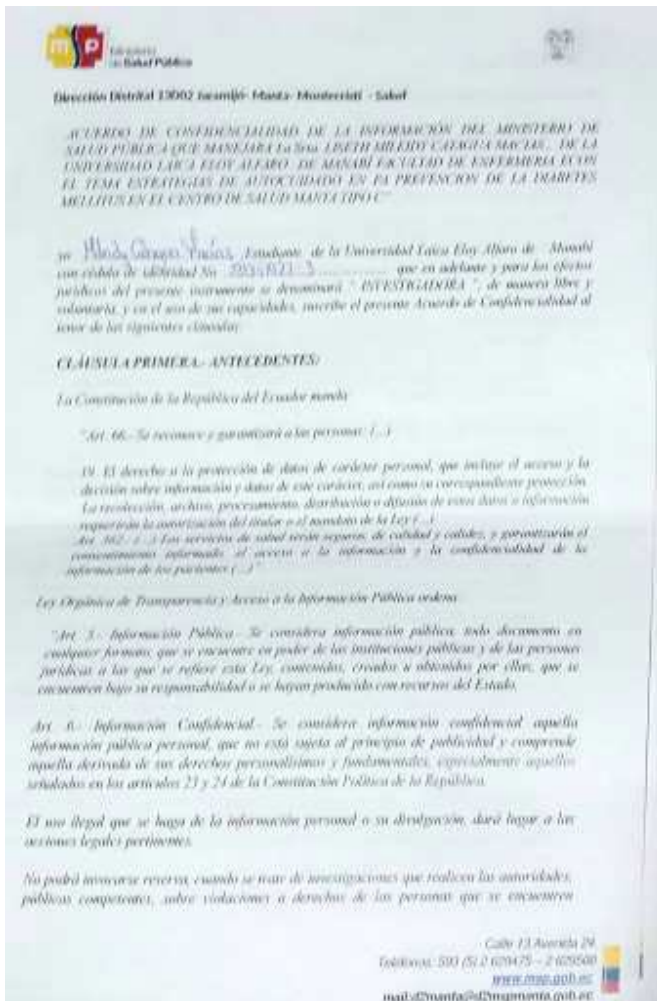 msp
Ministerio
de Salud Pública
Dirección Distrital 13D02 Jaramijó- Manta- Montecristi - Salud
ACUERDO DE CONFIDENCIALIDAD DE LA INFORMACIÓN DEL MINISTERIO DE
SALUD PÚBLICA QUE MANEJARA La Srta. LISETH MILEIDY CAIGUA MACIAS, DE LA
UNIVERSIDAD LAICA ELOY ALFARO DE MANABÍ FACULTAD DE ENFERMERIA ECON
EL TEMA ESTRATEGIAS DE AUTOCUIDADO EN PA PREVENCION DE LA DIABETES
MELLITUS EN EL CENTRO DE SALUD MANTA TIPO C"
yo Macías Estudiante de la Universidad Laica Eloy Alfaro de Manabí
con cédula de identidad No que en adelante y para los efectos
jurídicos del presente instrumento se denominará " INVESTIGADORA ", de manera libre y
voluntaria, y en el uso de sus capacidades, suscribe el presente Acuerdo de Confidencialidad al
tenor de las siguientes cláusulas:
CLÁUSULA PRIMERA.- ANTECEDENTES:
La Constitución de la República del Ecuador manda:
"Art. 66.- Se reconoce y garantizará a las personas: (...)
19. El derecho a la protección de datos de carácter personal, que incluye el acceso y la
decisión sobre información y datos de este carácter, así como su correspondiente protección.
La recolección, archivo, procesamiento, distribución o difusión de estos datos o información
requerirán la autorización del titular o el mandato de la Ley (...)
Art. 362.- (...) Los servicios de salud serán seguros, de calidad y calidez, y garantizarán el
consentimiento informado, el acceso a la información y la confidencialidad de la
información de los pacientes (...)"
Ley Orgánica de Transparencia y Acceso a la Información Pública ordena:
"Art. 5.- Información Pública.- Se considera información pública, todo documento en
cualquier formato, que se encuentre en poder de las instituciones públicas y de las personas
jurídicas a las que se refiere esta Ley, contenidos, creados u obtenidos por ellas, que se
encuentren bajo su responsabilidad o se hayan producido con recursos del Estado.
Art. 6.- Información Confidencial.- Se considera información confidencial aquella
información pública personal, que no está sujeta al principio de publicidad y comprende
aquella derivada de sus derechos personalísimos y fundamentales, especialmente aquellos
señalados en los artículos 23 y 24 de la Constitución Política de la República.
El uso ilegal que se haga de la información personal o su divulgación, dará lugar a las
acciones legales pertinentes.
No podrá invocarse reserva, cuando se trate de investigaciones que realicen las autoridades,
públicas competentes, sobre violaciones a derechos de las personas que se encuentren
Calle 13 Avenida 24
Teléfonos: 593 (5) 2 629475 – 2 629500
www.msp.gob.ec
mail:d2manta@d2mspmanta.gob.ec